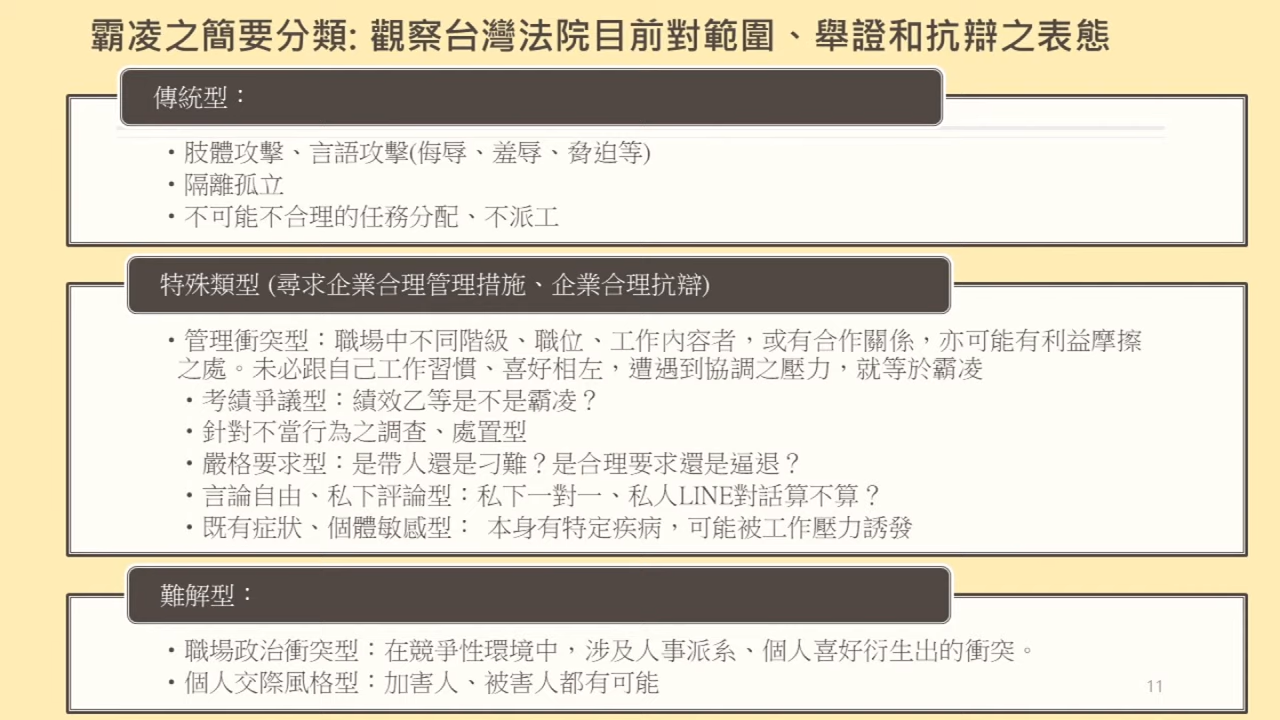 霸凌之簡要分類: 觀察台灣法院目前對範圍、舉證和抗辯之表態
傳統型：
・肢體攻擊、言語攻擊(侮辱、羞辱、脅迫等)
・隔離孤立
・不可能不合理的任務分配、不派工
特殊類型 (尋求企業合理管理措施、企業合理抗辯)
・管理衝突型：職場中不同階級、職位、工作內容者，或有合作關係，亦可能有利益摩擦
之處。未必跟自己工作習慣、喜好相左，遭遇到協調之壓力，就等於霸凌
・考績爭議型：績效乙等是不是霸凌？
・針對不當行為之調查、處置型
・嚴格要求型：是帶人還是刁難？是合理要求還是逼退？
・言論自由、私下評論型：私下一對一、私人LINE對話算不算？
・既有症狀、個體敏感型： 本身有特定疾病，可能被工作壓力誘發
難解型：
・職場政治衝突型：在競爭性環境中，涉及人事派系、個人喜好衍生出的衝突。
・個人交際風格型：加害人、被害人都有可能
11